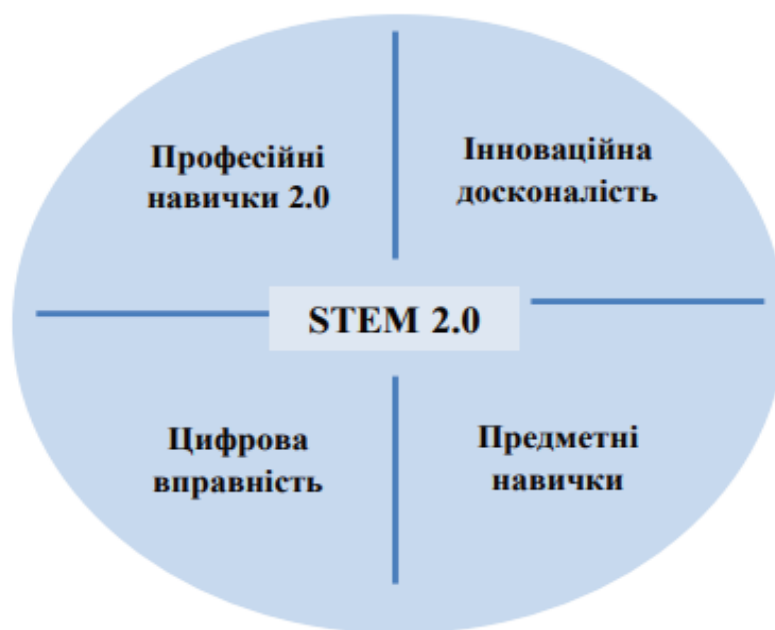 Професійні
навички 2.0
Інноваційна
досконалість
STEM 2.0
Цифрова
вправність
Предметні
навички